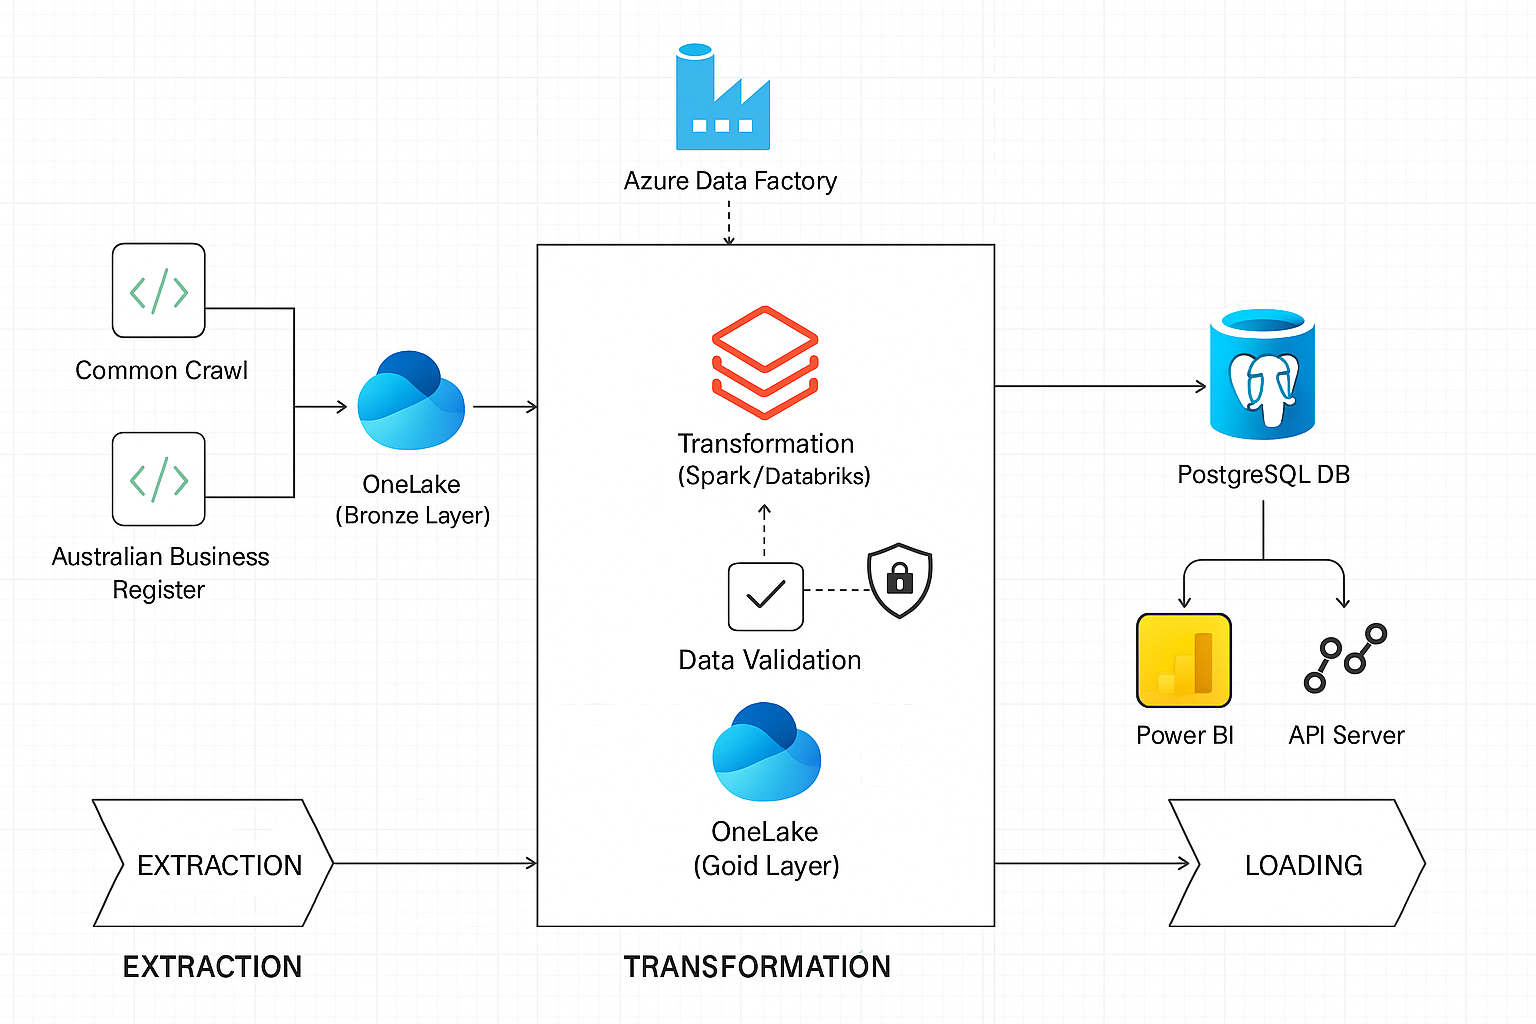 Azure Data Factory
Common Crawl
Australian Business
Register
OneLake
(Bronze Layer)
Transformation
(Spark/Databriks)
Data Validation
OneLake
(Goid Layer)
PostgreSQL DB
Power BI
API Server
EXTRACTION
LOADING
EXTRACTION
TRANSFORMATION